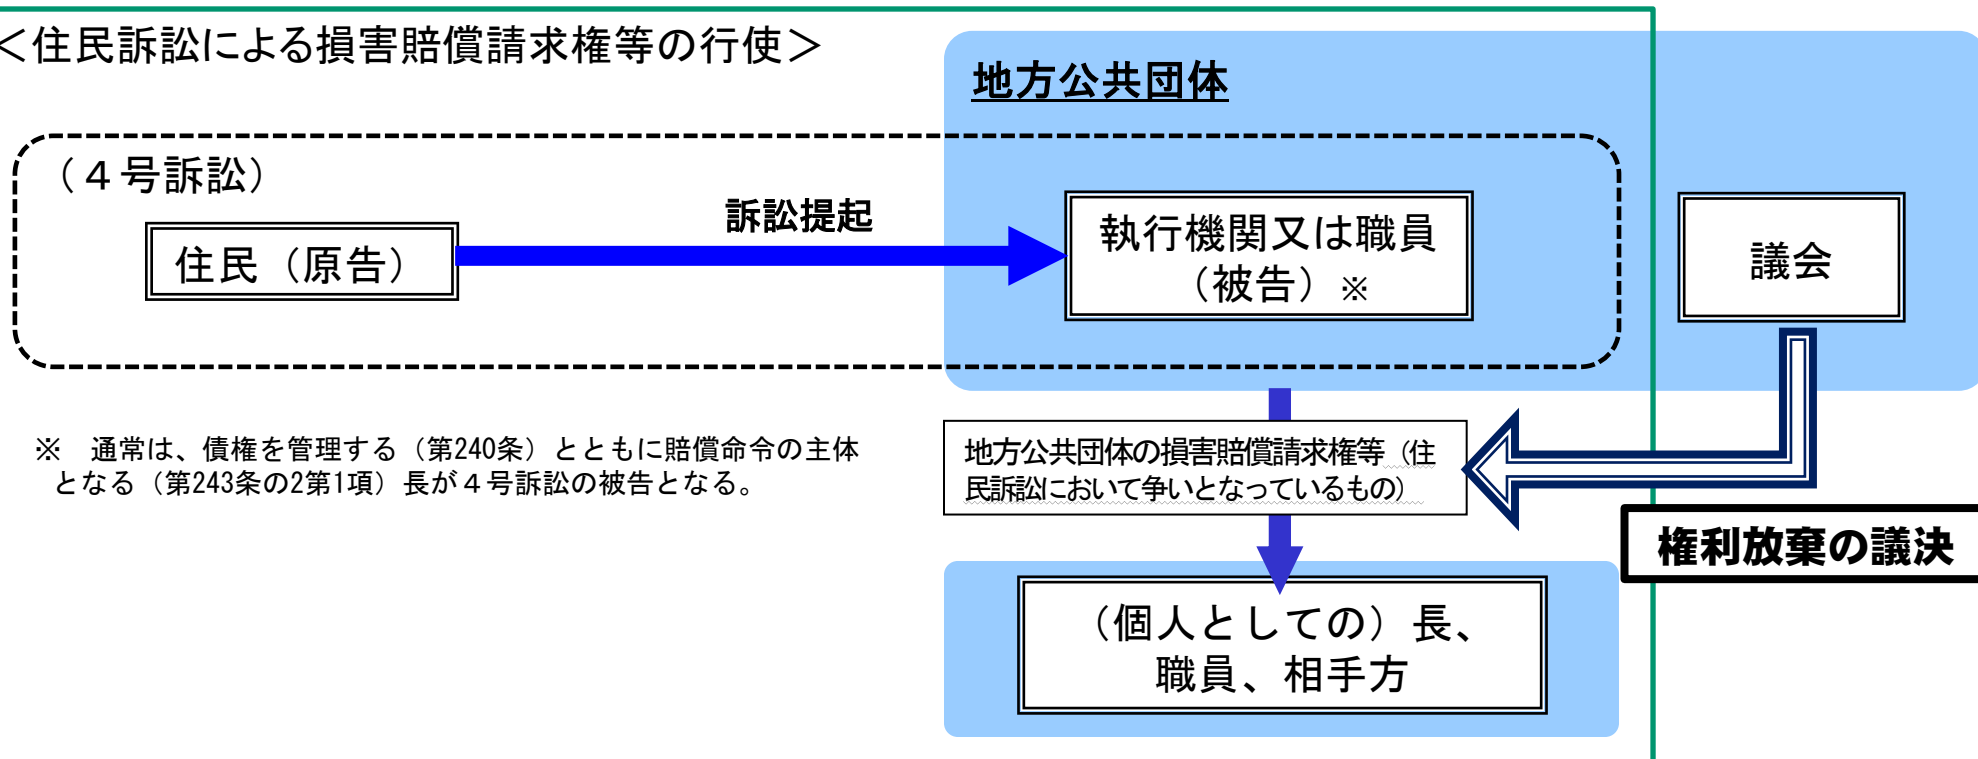 ＜住民訴訟による損害賠償請求権等の行使＞
地方公共団体
（４号訴訟）
訴訟提起
住民（原告）
執行機関又は職員
（被告）※
議会
※　通常は、債権を管理する（第240条）とともに賠償命令の主体
となる（第243条の2第1項）長が４号訴訟の被告となる。
地方公共団体の損害賠償請求権等（住
民訴訟において争いとなっているもの）
権利放棄の議決
（個人としての）長、
職員、相手方